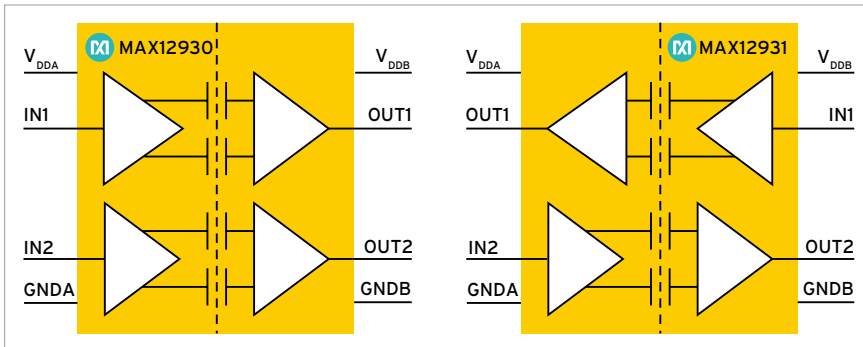 MAX12930
VDDA
VDDB
IN1
OUT1
IN2
OUT2
GNDA
GNDB
MAX12931
VDDA
VDDB
OUT1
IN1
IN2
OUT2
GNDA
GNDB